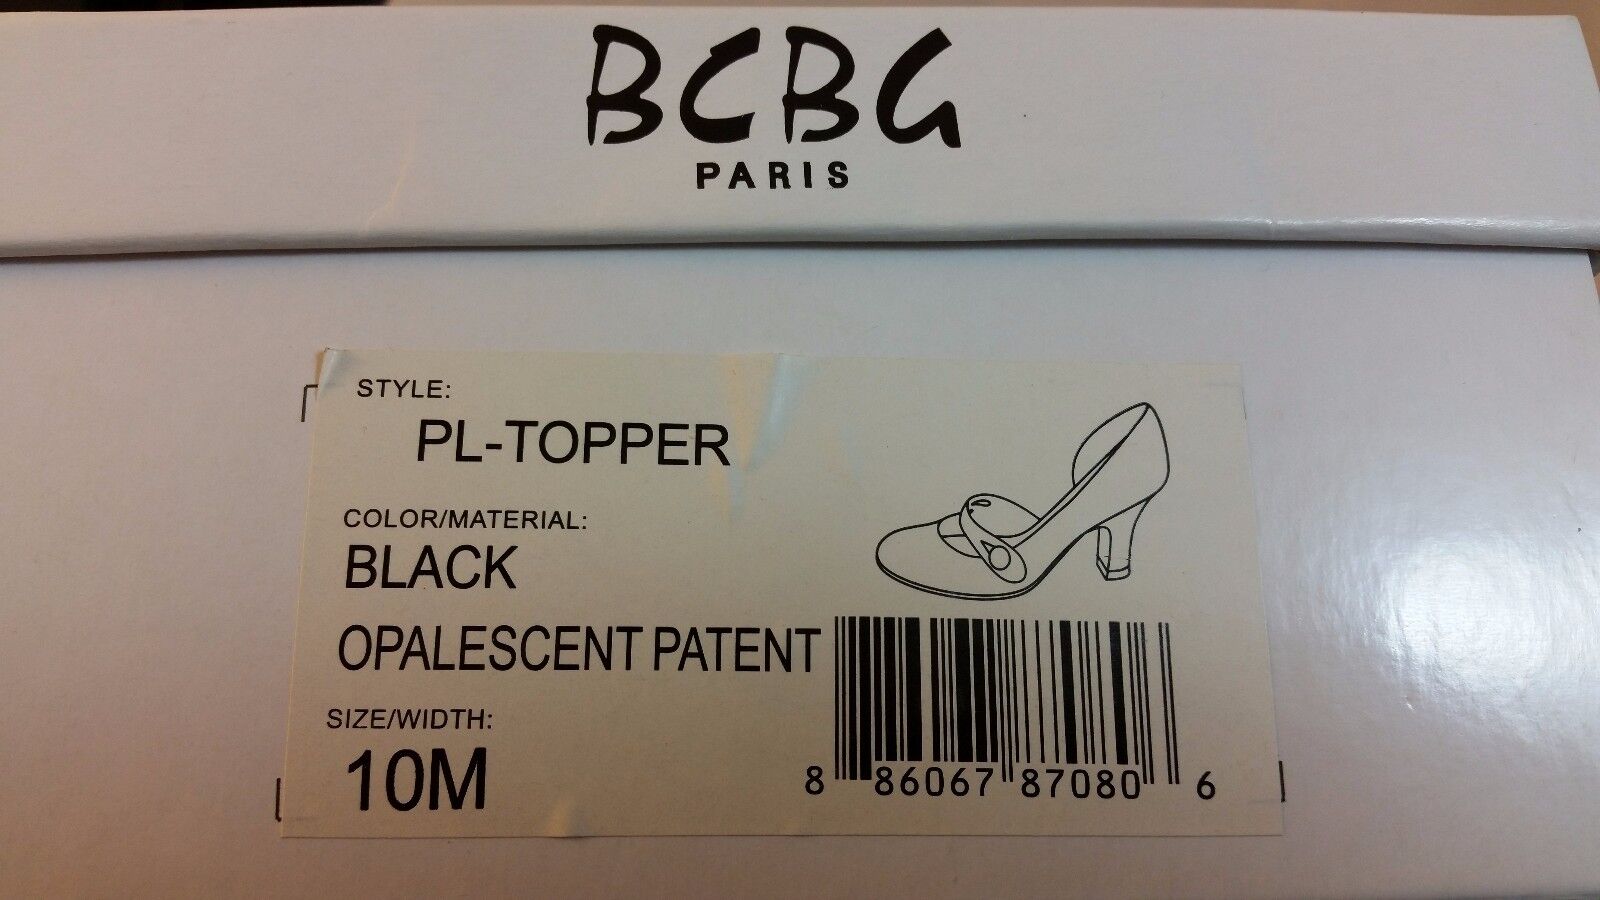 BCBG
PARIS
STYLE:
PL-TOPPER
COLOR/MATERIAL:
BLACK
OPALESCENT PATENT
SIZE/WIDTH:
10M
8 86067 87080 6